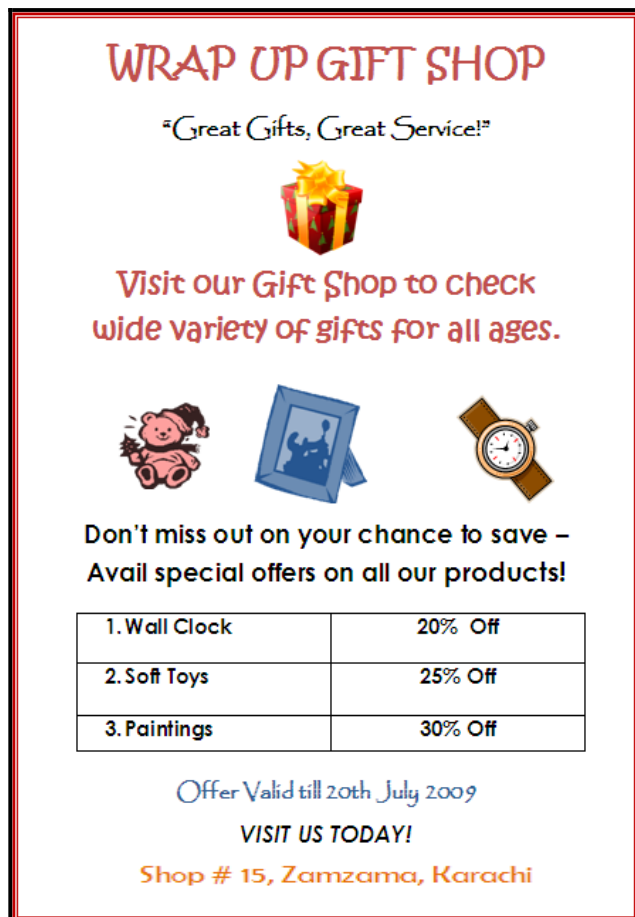 WRAP UP GIFT SHOP
“Great Gifts, Great Service!”
Visit our Gift Shop to check
wide variety of gifts for all ages.
Don’t miss out on your chance to save –
Avail special offers on all our products!
1. Wall Clock 20% Off
2. Soft Toys 25% Off
3. Paintings 30% Off
Offer Valid till 20th July 2009
VISIT US TODAY!
Shop # 15, Zamzama, Karachi